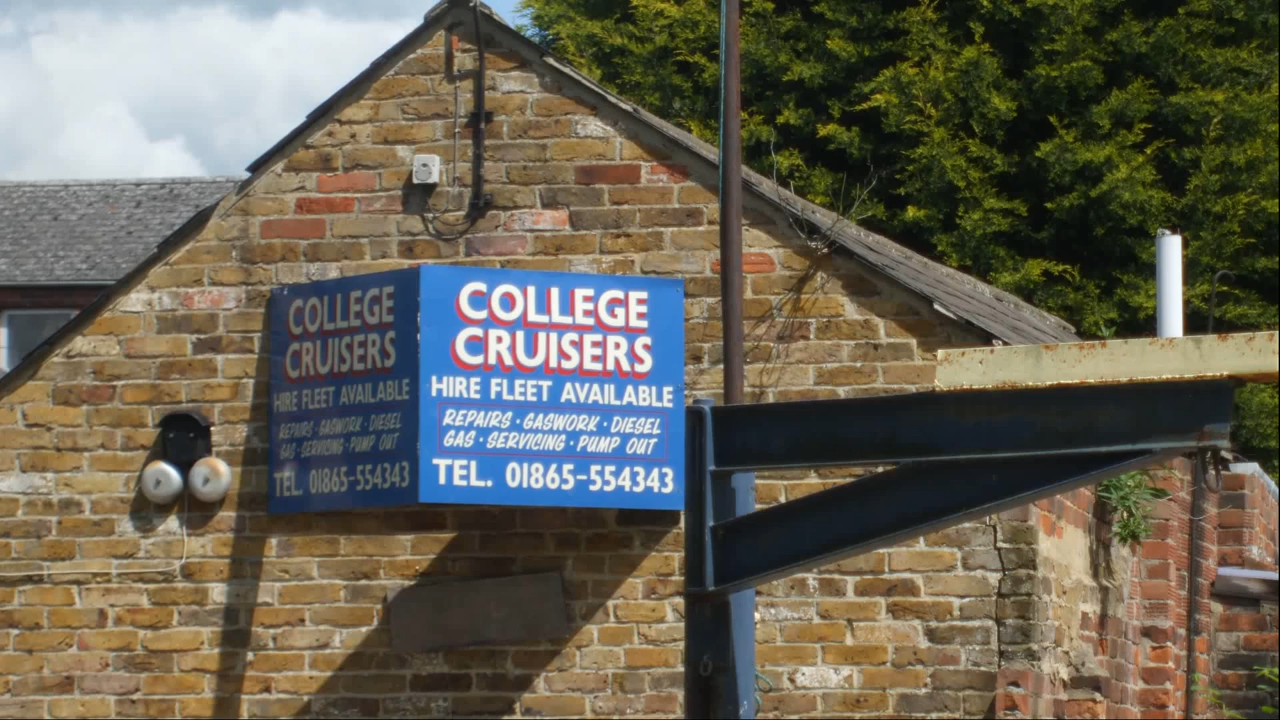 COLLEGE
CRUISERS
HIRE FLEET AVAILABLE
REPAIRS · GASWORK · DIESEL
GAS · SERVICING · PUMP OUT
TEL. 01865-554343
COLLEGE
CRUISERS
HIRE FLEET AVAILABLE
REPAIRS · GASWORK · DIESEL
GAS · SERVICING · PUMP OUT
TEL. 01865-554343